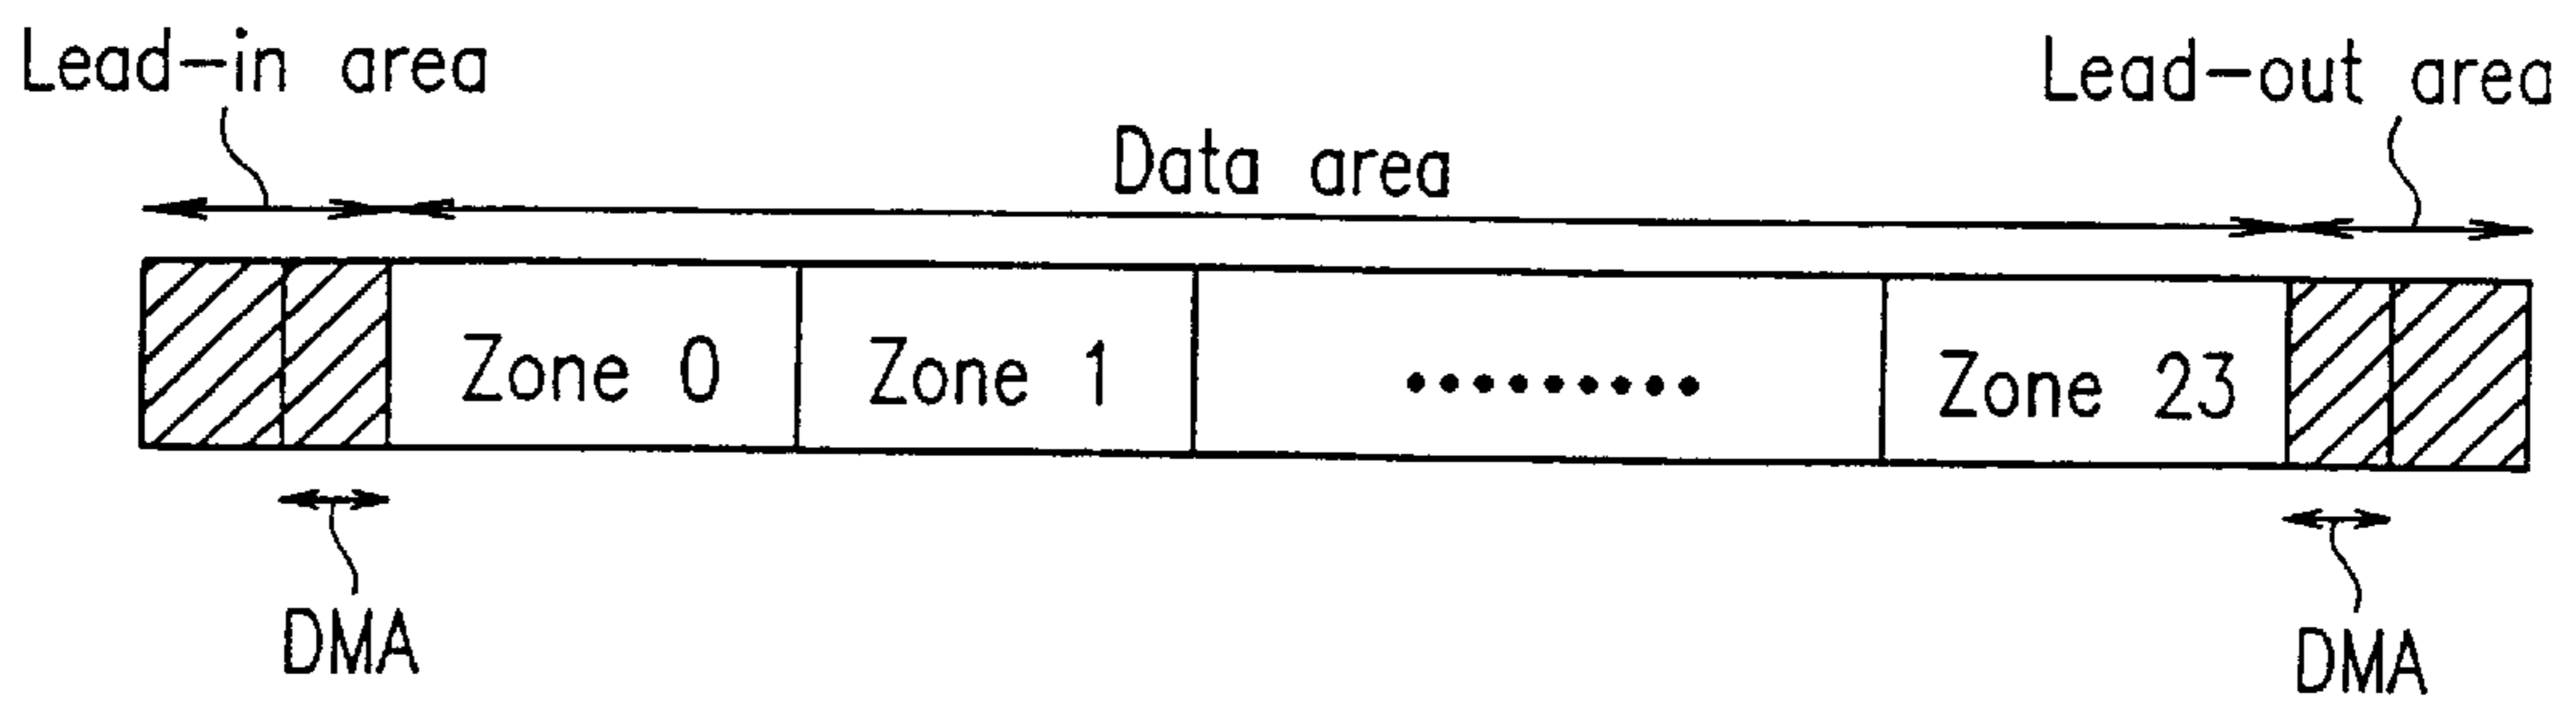 Lead-in area
Lead-out area
Data area
Zone 0
Zone 1
.........
Zone 23
DMA
DMA